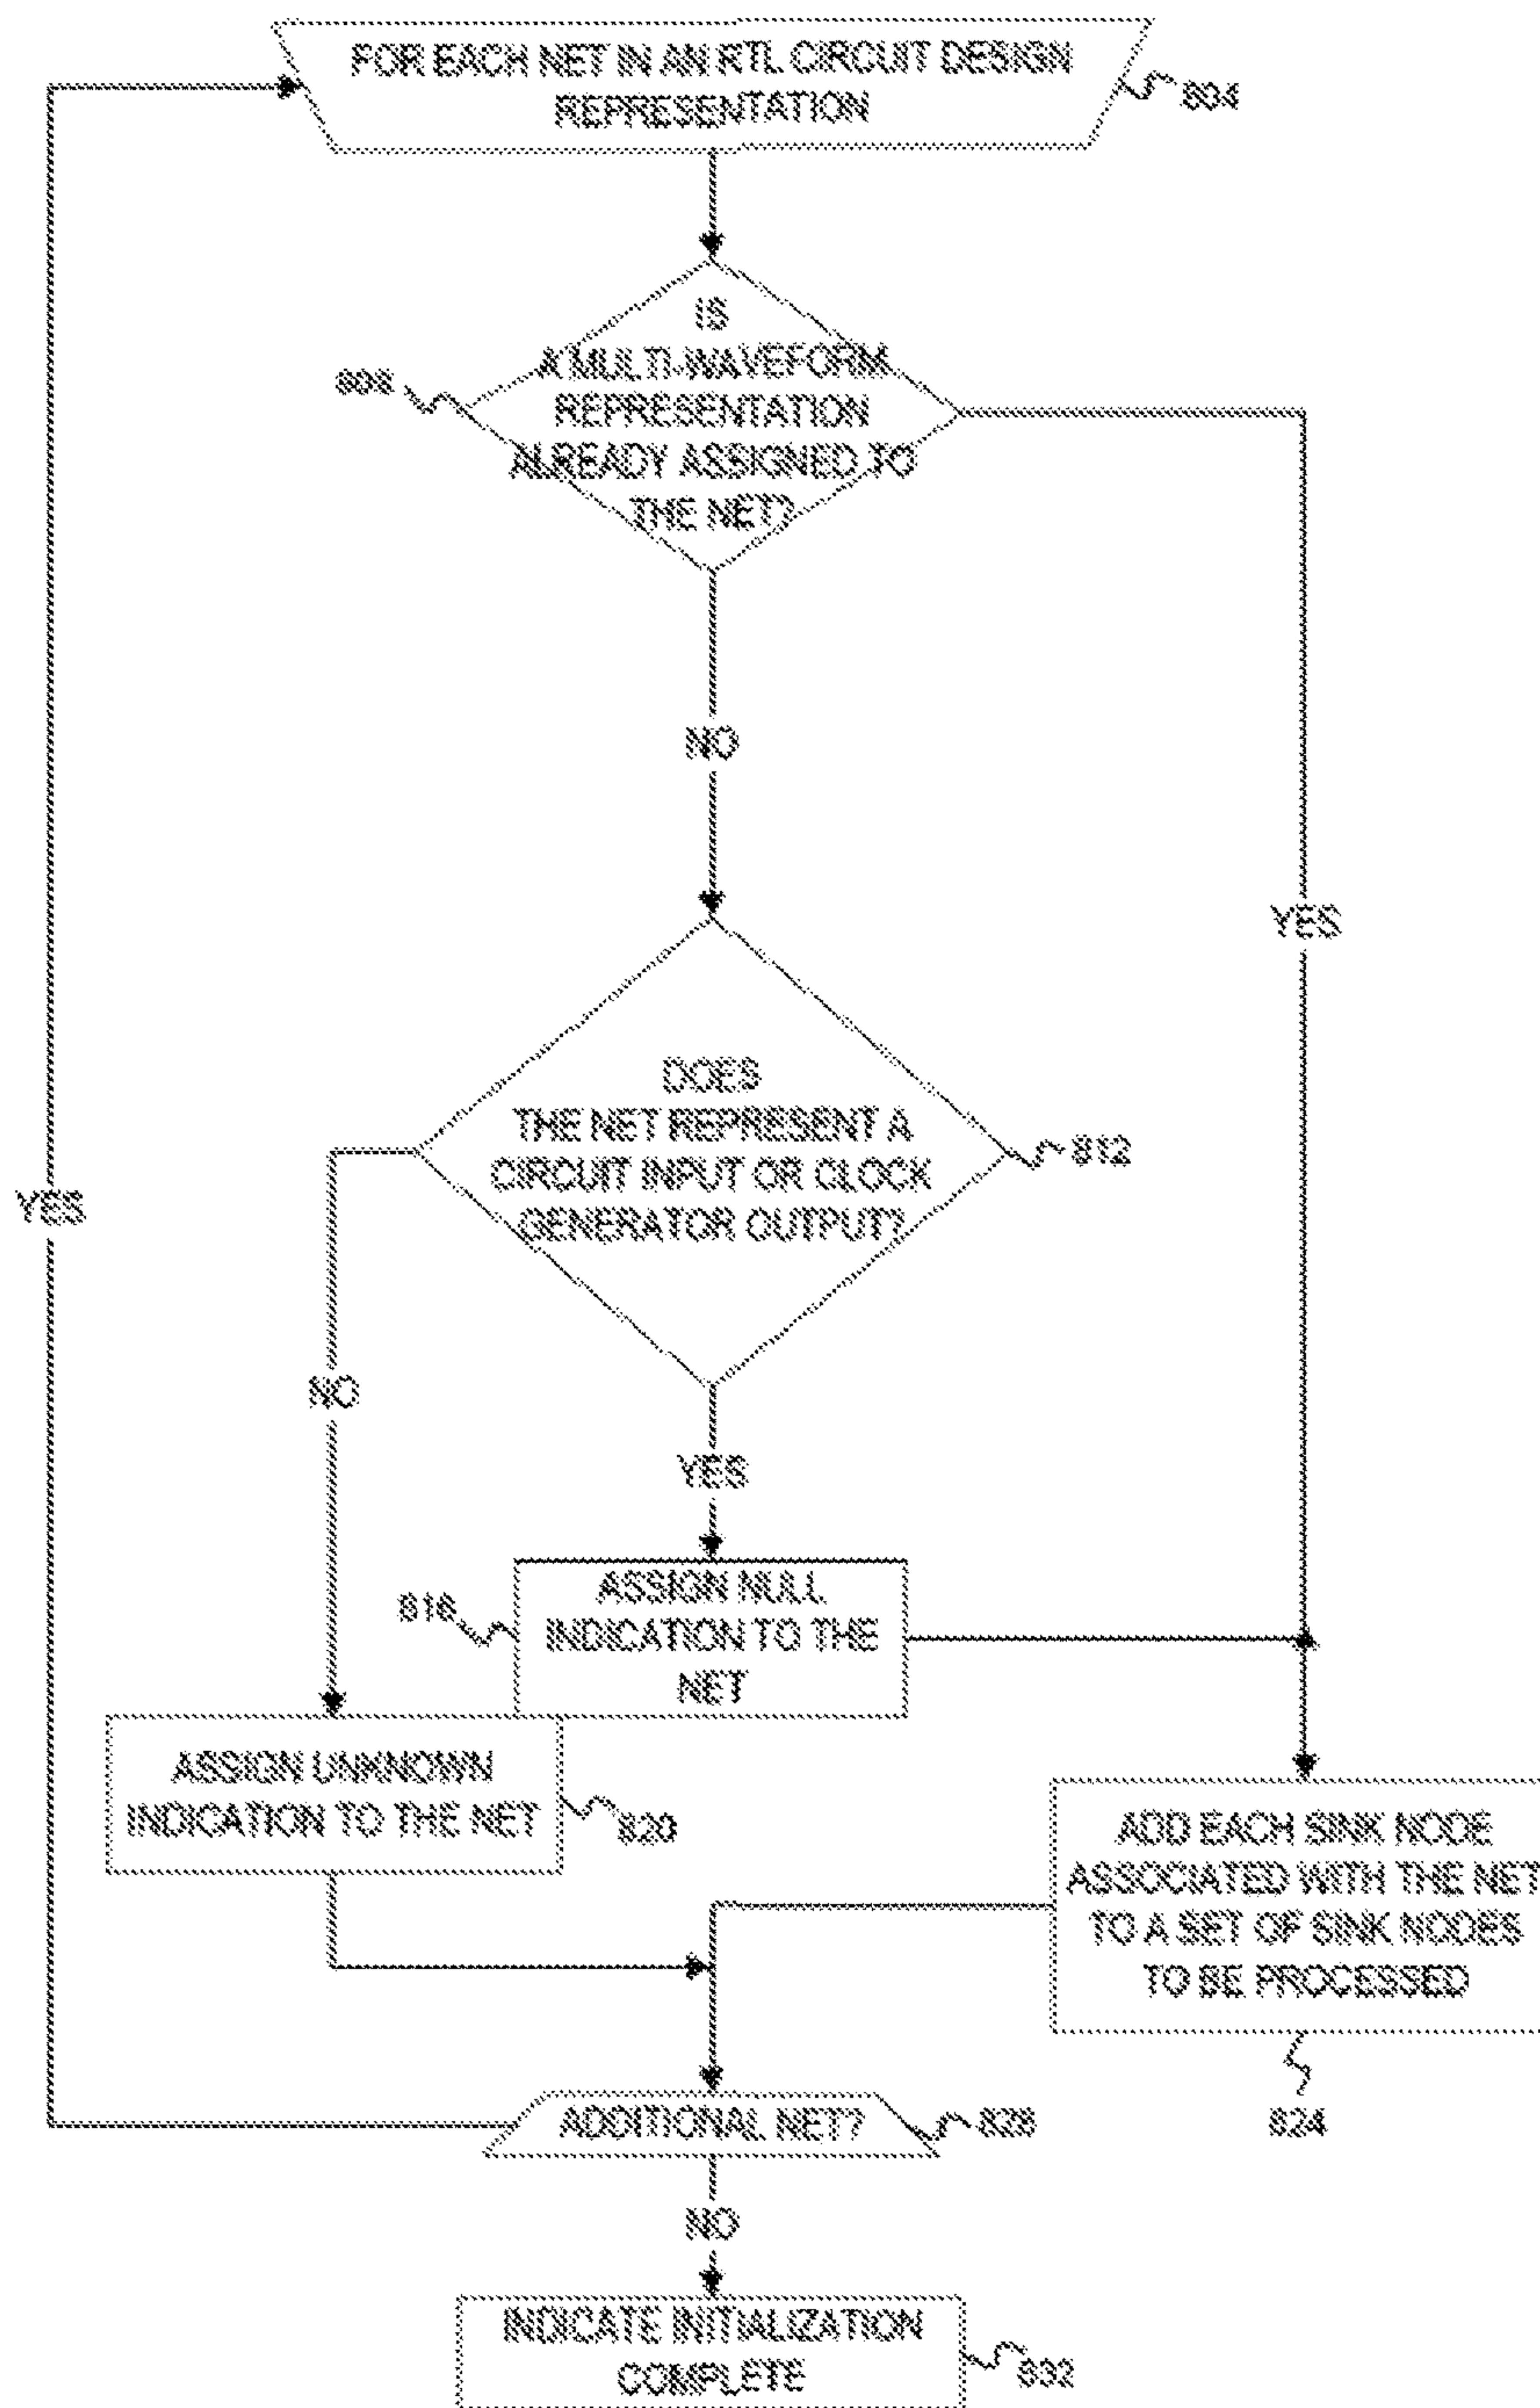 FOR EACH NET IN AN RTL CIRCUIT DESIGN
REPRESENTATION
804
IS
A MULTI-WAVEFORM
REPRESENTATION
ALREADY ASSIGNED TO
THE NET?
808
NO
YES
DOES
THE NET REPRESENT A
CIRCUIT INPUT OR CLOCK
GENERATOR OUTPUT?
812
YES
NO
YES
ASSIGN NULL
INDICATION TO THE
NET
816
ASSIGN UNKNOWN
INDICATION TO THE NET
820
ADD EACH SINK NODE
ASSOCIATED WITH THE NET
TO A SET OF SINK NODES
TO BE PROCESSED
824
ADDITIONAL NET?
828
NO
INDICATE INITIALIZATION
COMPLETE
832